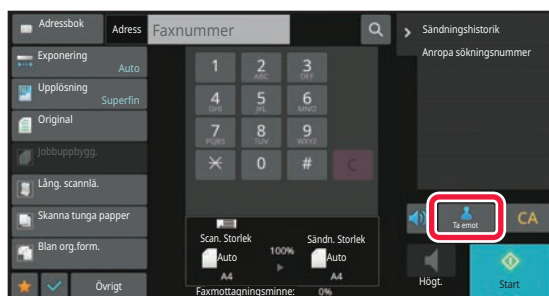 Adressbok
Adress
Faxnummer
Sändningshistorik
Anropa sökningsnummer
Exponering
Auto
Upplösning
Superfin
Original
Jobbuppbygg.
Lång. scannlä.
Skanna tunga papper
Blan org.form.
Övrigt
1
2
ABC
3
DEF
4
GHI
5
JKL
6
MNO
7
PQRS
8
TUV
9
WXYZ
0
#
C
Scan. Storlek
Auto
A4
100%
Sändn. Storlek
Auto
A4
Faxmottagningsminne: 0%
Ta emot
CA
Högt.
Start